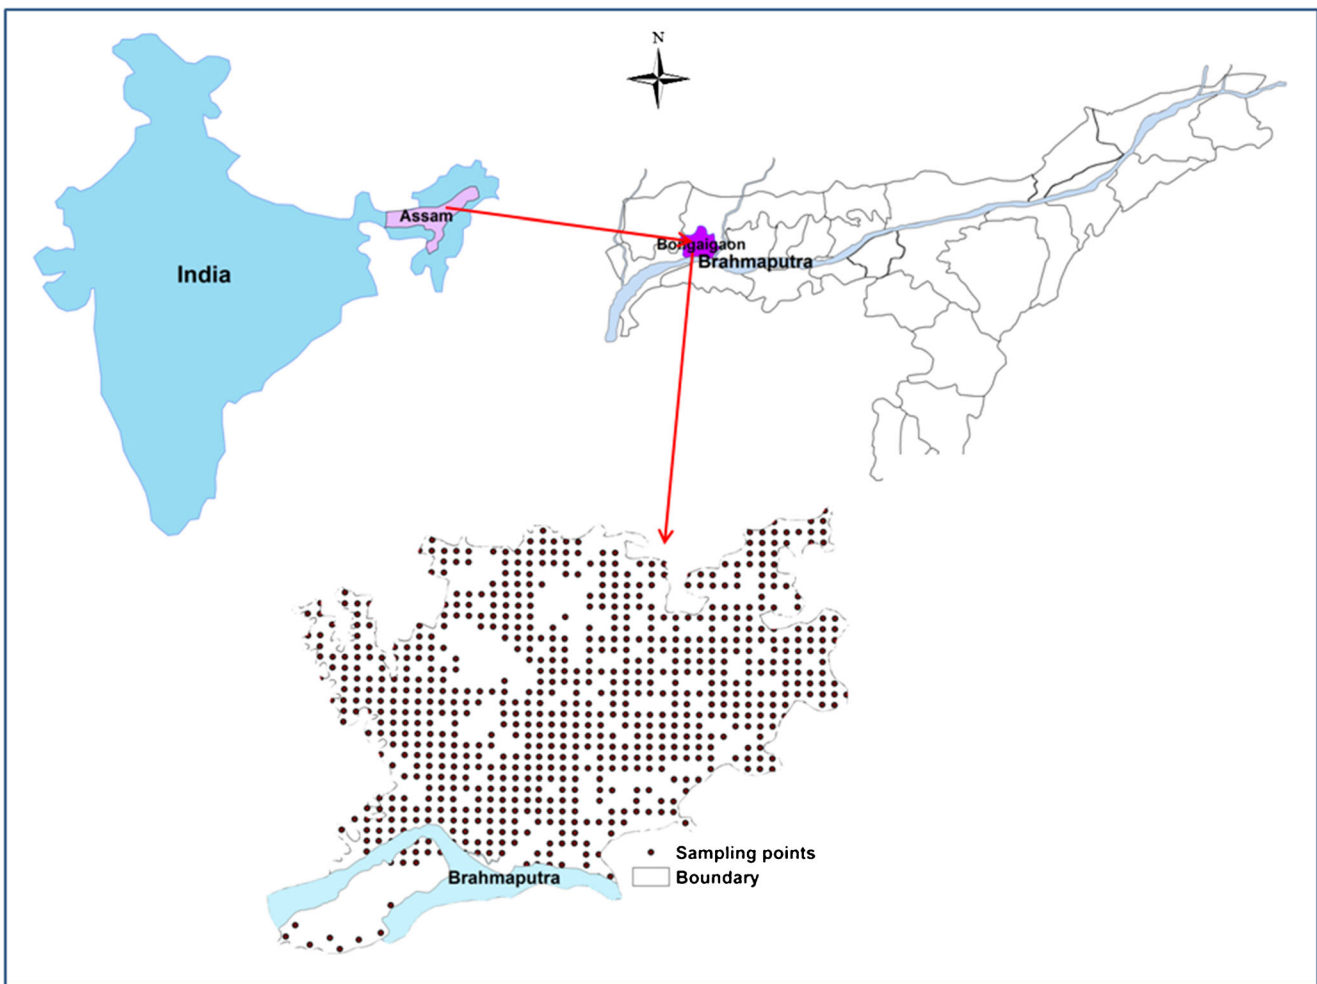 N
Assam
India
Bongaigaon
Brahmaputra
Sampling points
Boundary
Brahmaputra